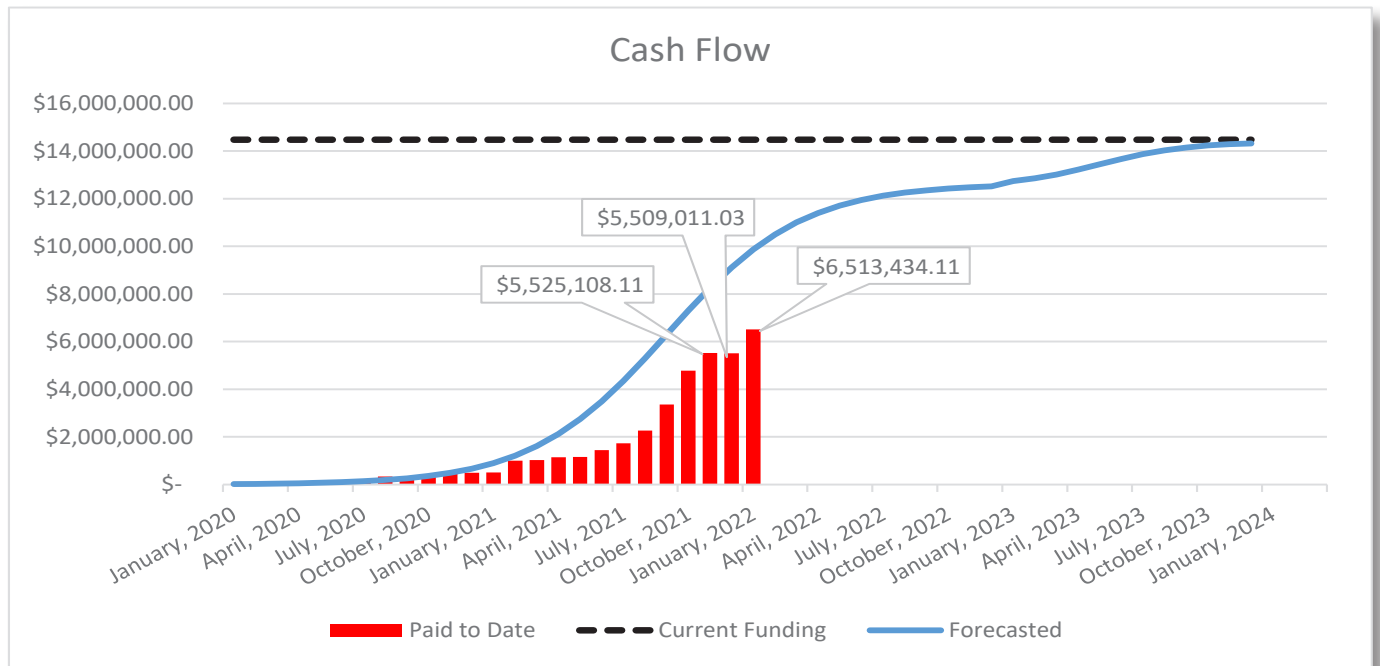 Cash Flow
$16,000,000.00
$14,000,000.00
$12,000,000.00
$10,000,000.00
$8,000,000.00
$6,000,000.00
$4,000,000.00
$2,000,000.00
$-
$5,509,011.03
$5,525,108.11
$6,513,434.11
January, 2020
April, 2020
July, 2020
October, 2020
January, 2021
April, 2021
July, 2021
October, 2021
January, 2022
April, 2022
July, 2022
October, 2022
January, 2023
April, 2023
July, 2023
October, 2023
January, 2024
Paid to Date
Current Funding
Forecasted